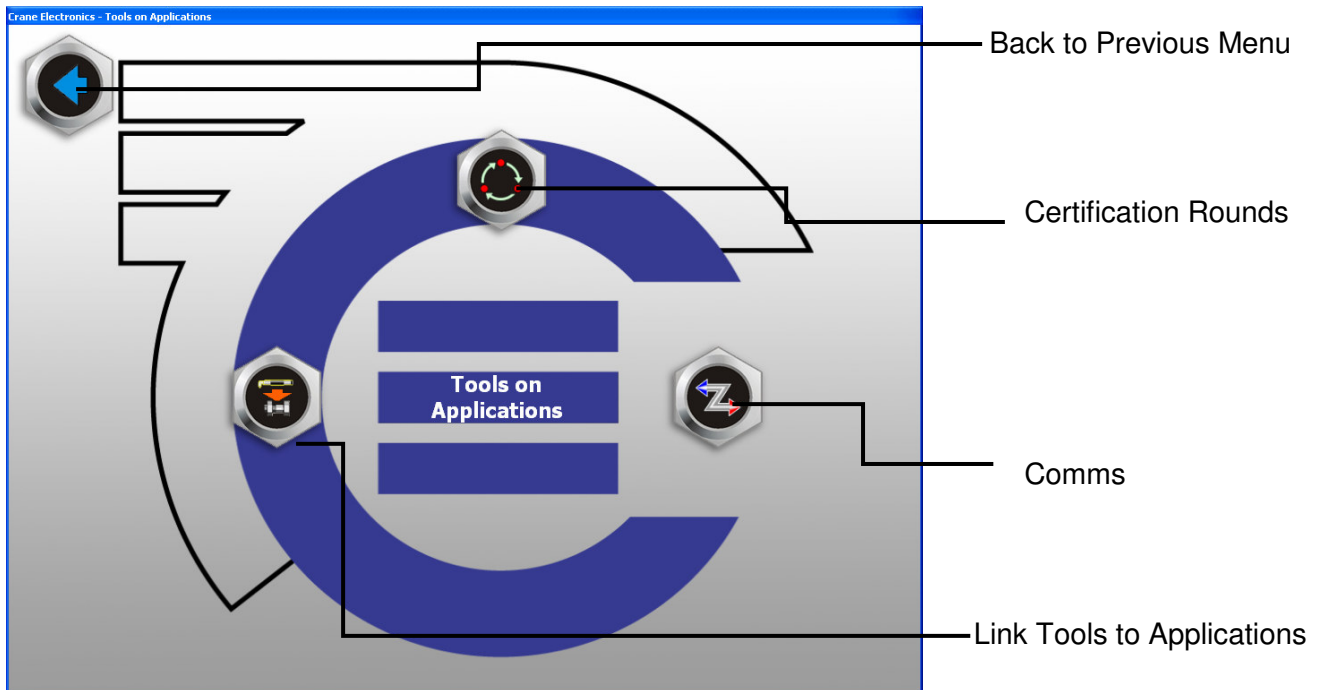 Crane Electronics - Tools on Applications
Back to Previous Menu
Certification Rounds
Tools on
Applications
Comms
Link Tools to Applications